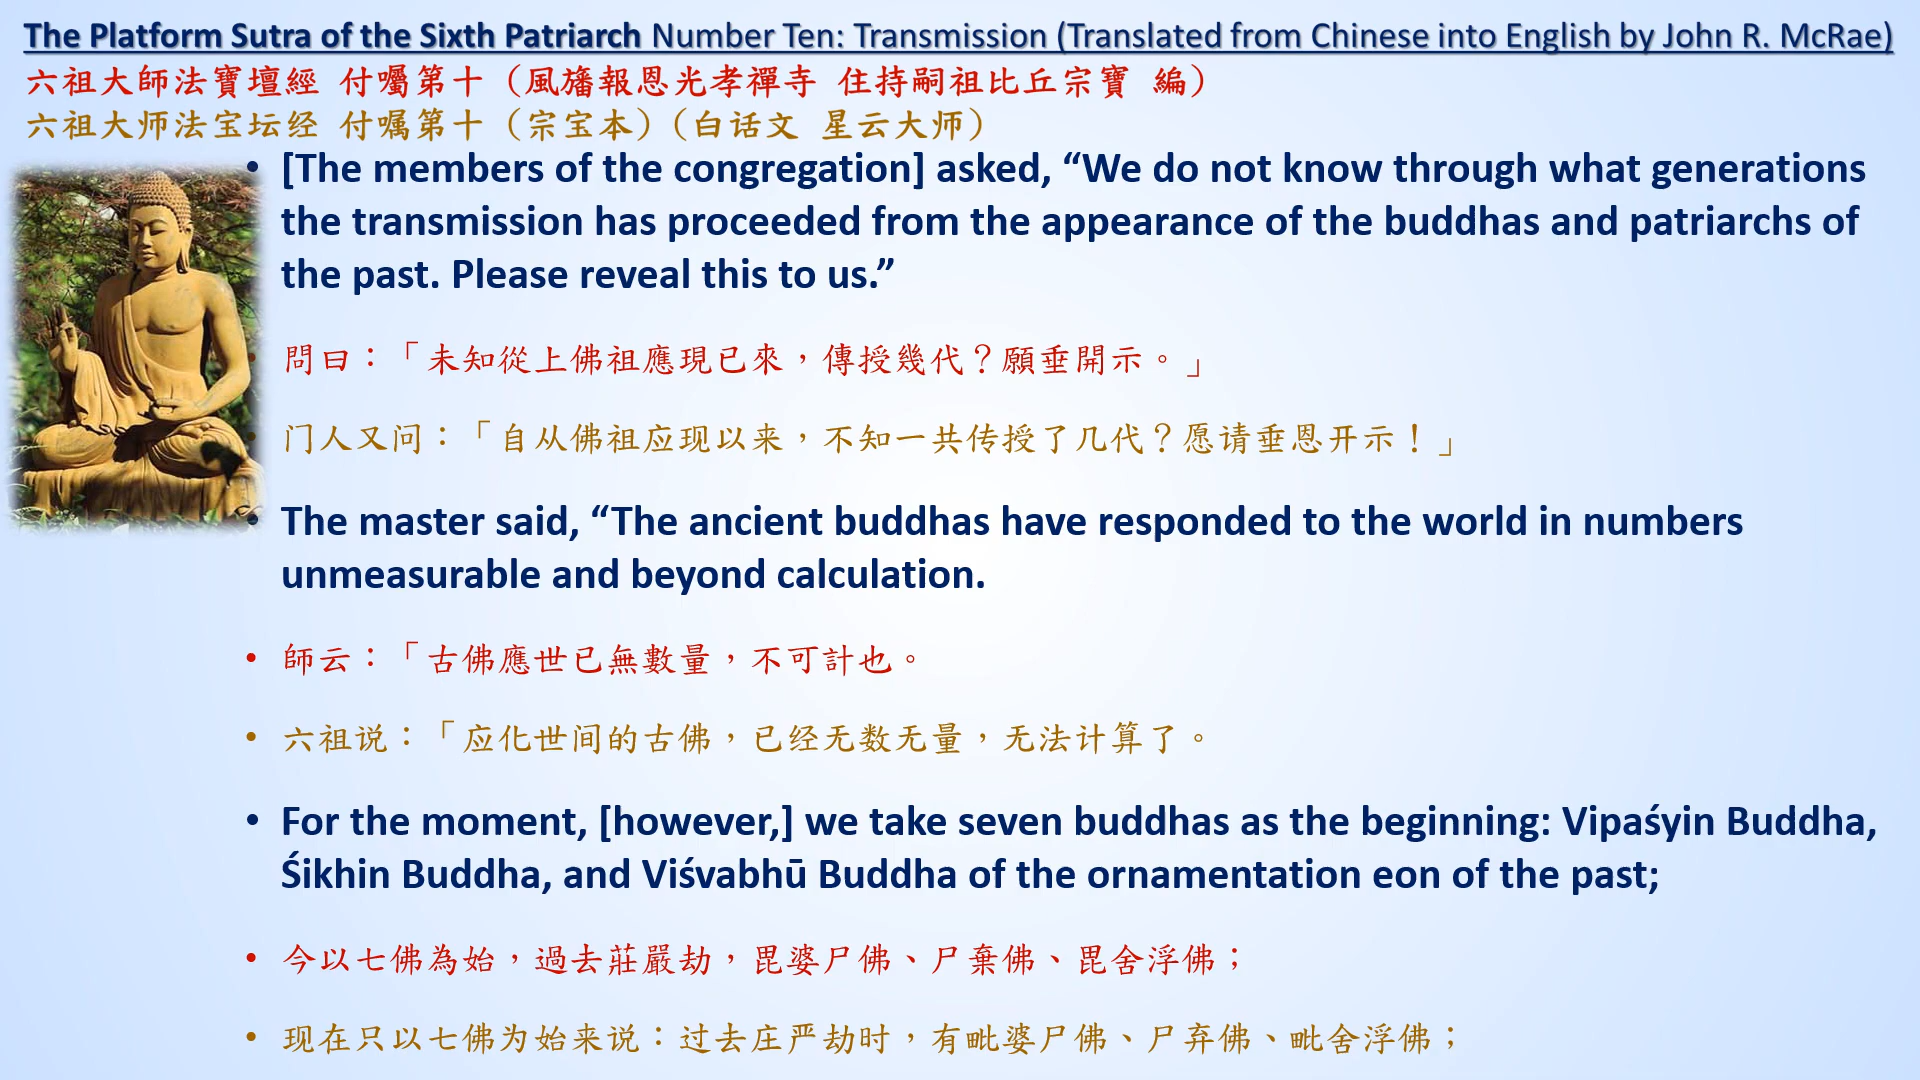 The Platform Sutra of the Sixth Patriarch Number Ten: Transmission (Translated from Chinese into English by John R. McRae)
六祖大師法寶壇經 付囑第十（風旛報恩光孝禪寺 住持嗣祖比丘宗寶 編）
六祖大师法宝坛经 付嘱第十（宗宝本）（白话文 星云大师）
• [The members of the congregation] asked, “We do not know through what generations
the transmission has proceeded from the appearance of the buddhas and patriarchs of
the past. Please reveal this to us.”
• 問曰：「未知從上佛祖應現已來，傳授幾代？願垂開示。」
• 门人又问：「自从佛祖应现以来，不知一共传授了几代？愿请垂恩开示！」
• The master said, “The ancient buddhas have responded to the world in numbers
unmeasurable and beyond calculation.
• 師云：「古佛應世已無數量，不可計也。
• 六祖说：「应化世间的古佛，已经无数无量，无法计算了。
• For the moment, [however,] we take seven buddhas as the beginning: Vipaśyin Buddha,
Śikhin Buddha, and Viśvabhū Buddha of the ornamentation eon of the past;
• 今以七佛為始，過去莊嚴劫，毘婆尸佛、尸棄佛、毘舍浮佛；
• 现在只以七佛为始来说：过去庄严劫时，有毗婆尸佛、尸弃佛、毗舍浮佛；